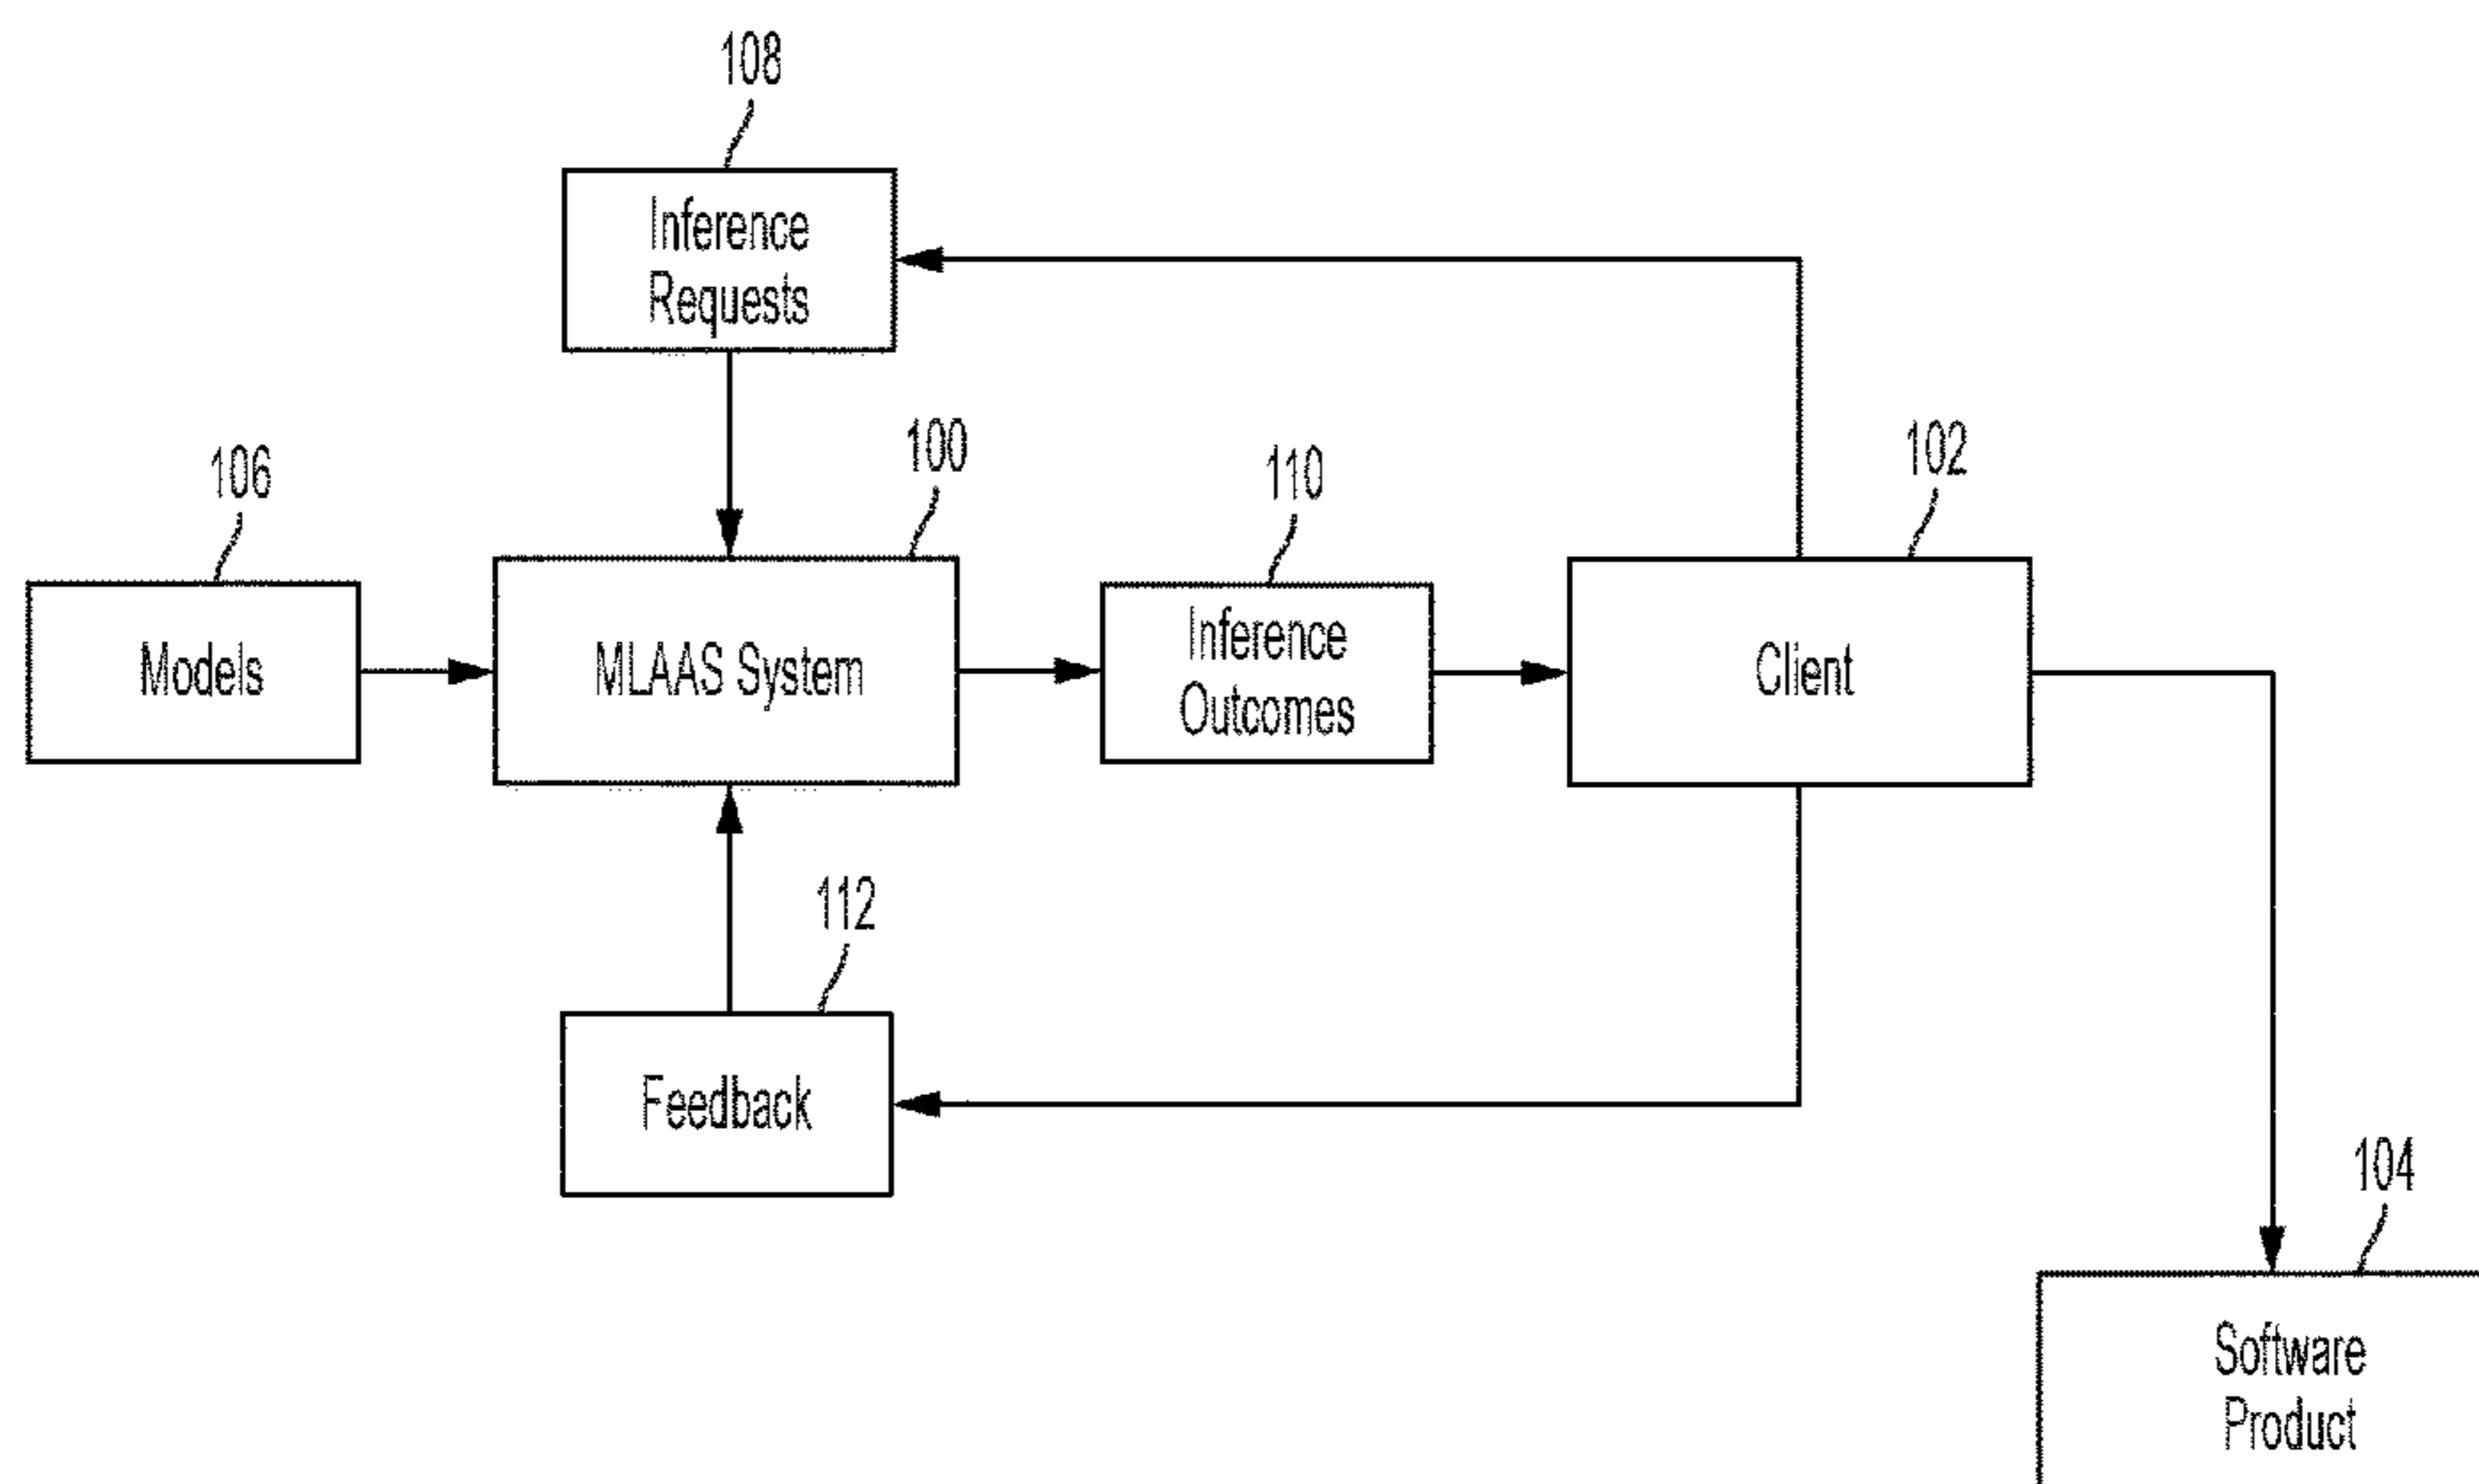 108
Inference
Requests
106
100
110
102
Models
MLAAS System
Inference
Outcomes
Client
112
Feedback
104
Software
Product